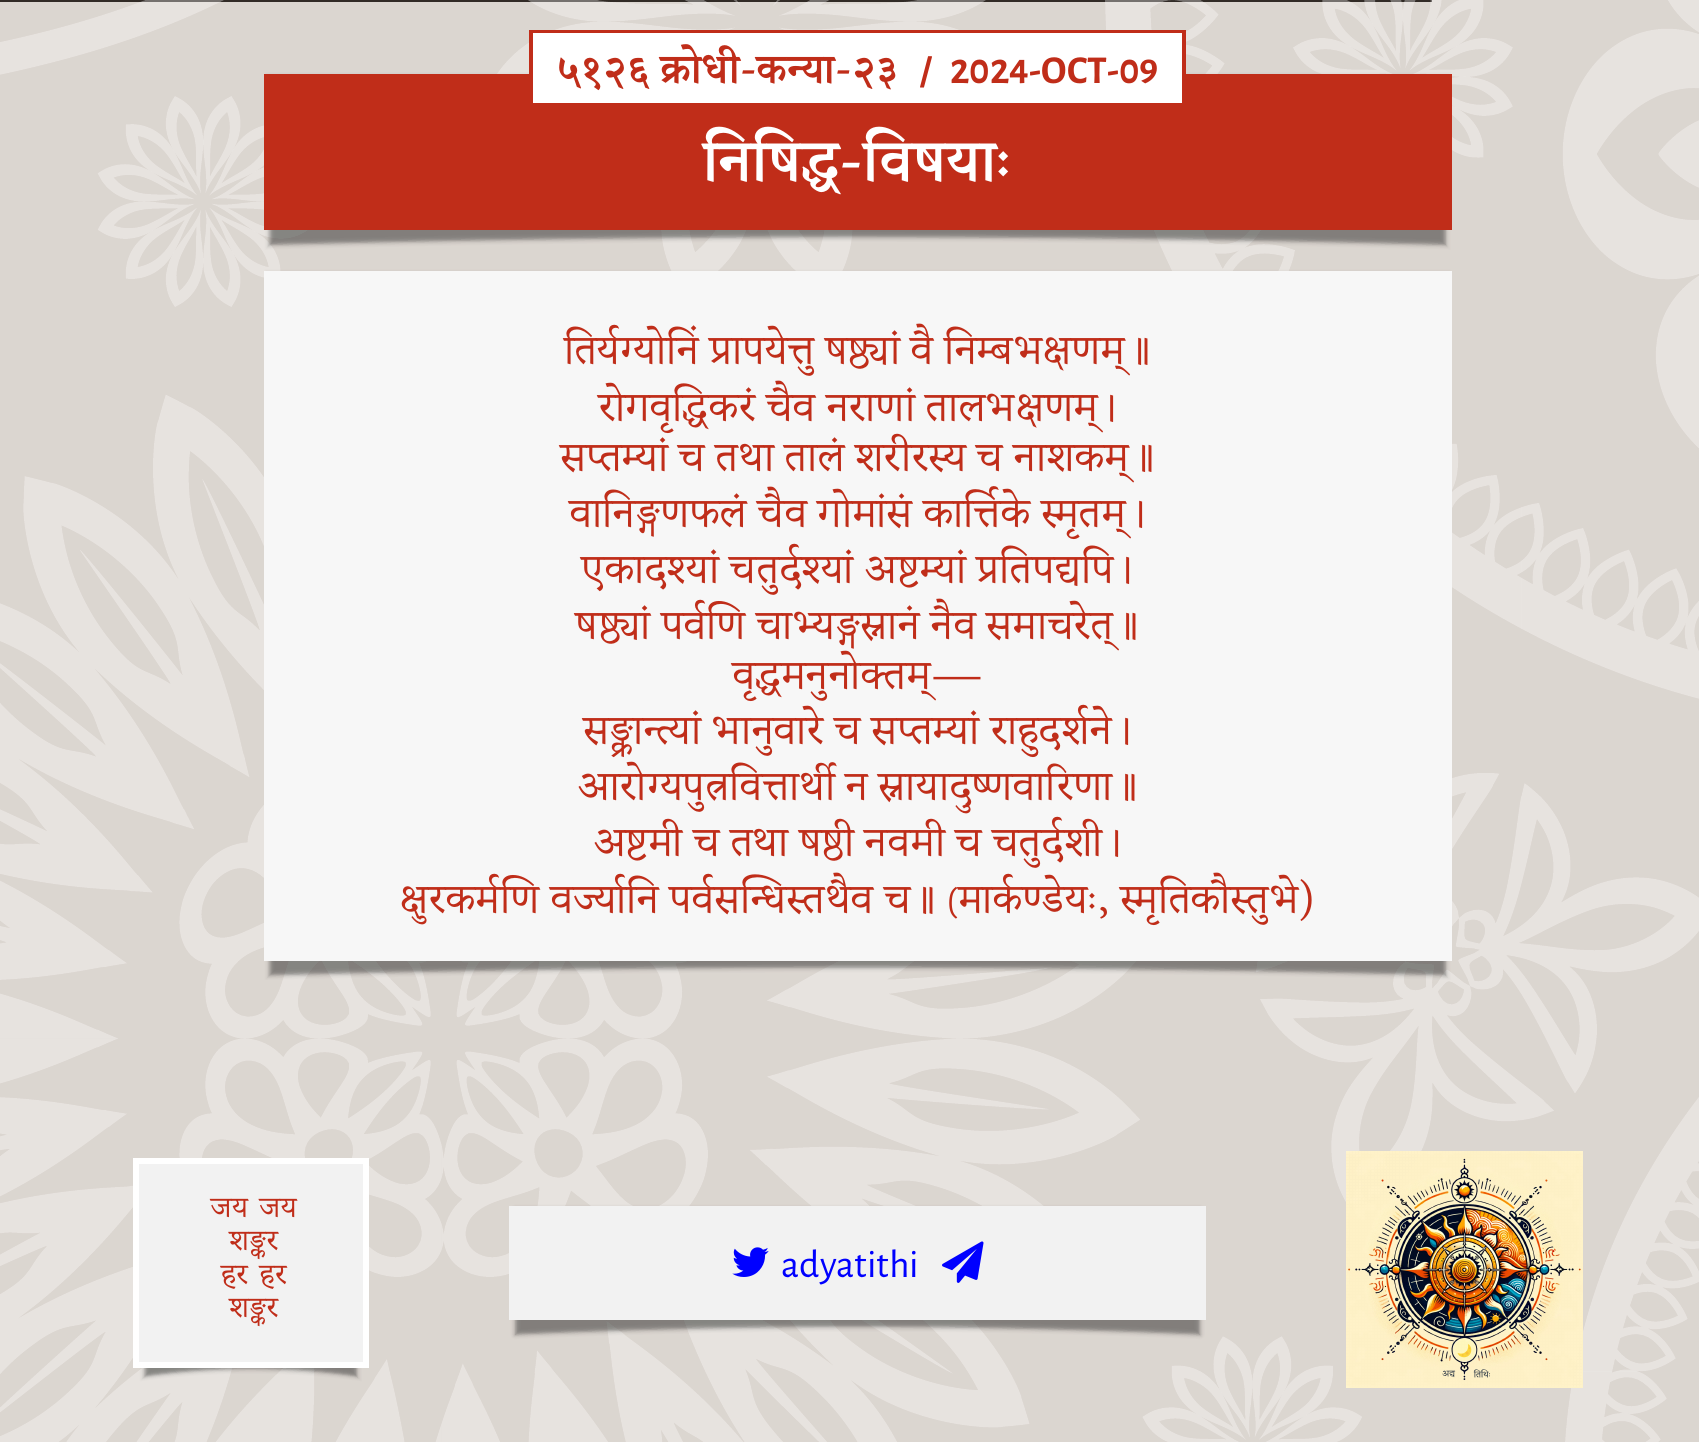 ५१२६ क्रोधी-कन्या-२३ / 2024-OCT-09
निषिद्ध-विषयाः
तिर्यग्योनिं प्रापयेत्तु षष्ठ्यां वै निम्बभक्षणम्॥
रोगवृद्धिकरं चैव नराणां तालभक्षणम्।
सप्तम्यां च तथा तालं शरीरस्य च नाशकम्॥
वानिङ्गणफलं चैव गोमांसं कार्त्तिके स्मृतम्।
एकादश्यां चतुर्दश्यां अष्टम्यां प्रतिपद्यपि।
षष्ठ्यां पर्वणि चाभ्यङ्गस्नानं नैव समाचरेत्॥
वृद्धमनुनोक्तम्—
सङ्क्रान्त्यां भानुवारे च सप्तम्यां राहुदर्शने।
आरोग्यपुत्रवित्तार्थी न स्नायादुष्णवारिणा॥
अष्टमी च तथा षष्ठी नवमी च चतुर्दशी।
क्षुरकर्मणि वर्ज्यानि पर्वसन्धिस्तथैव च॥ (मार्कण्डेयः, स्मृतिकौस्तुभे)
जय जय
शङ्कर
हर हर
शङ्कर
adyatithi
अद्य तिथिः